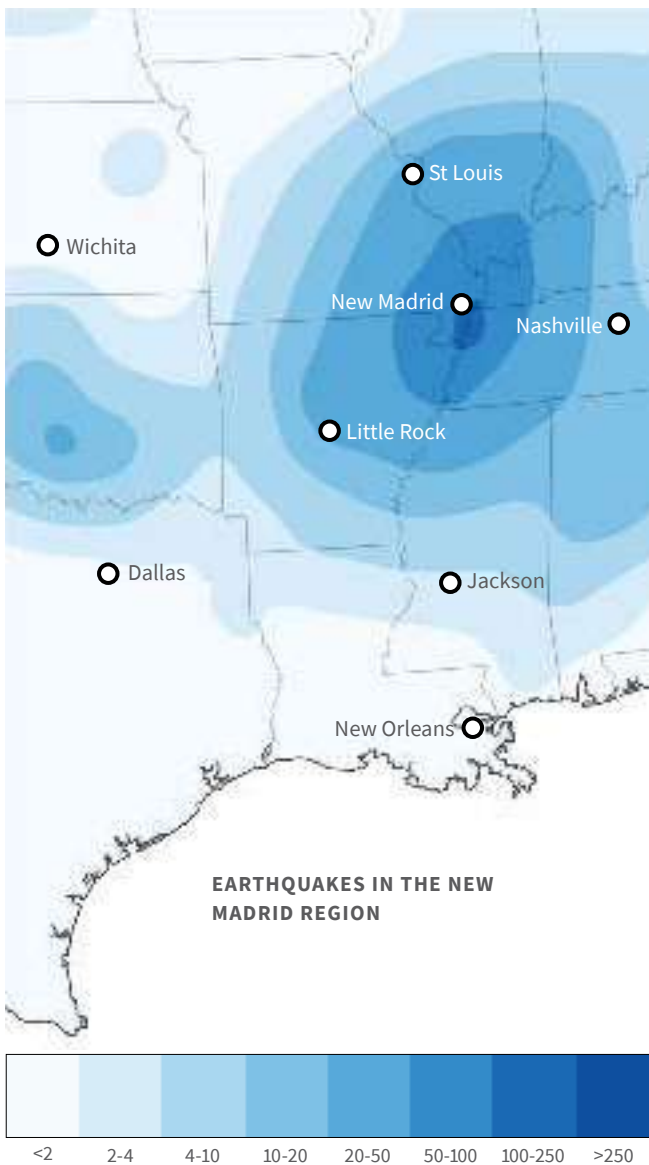 St Louis
Wichita
New Madrid
Nashville
Little Rock
Dallas
Jackson
New Orleans
EARTHQUAKES IN THE NEW
MADRID REGION
<2 2-4 4-10 10-20 20-50 50-100 100-250 >250